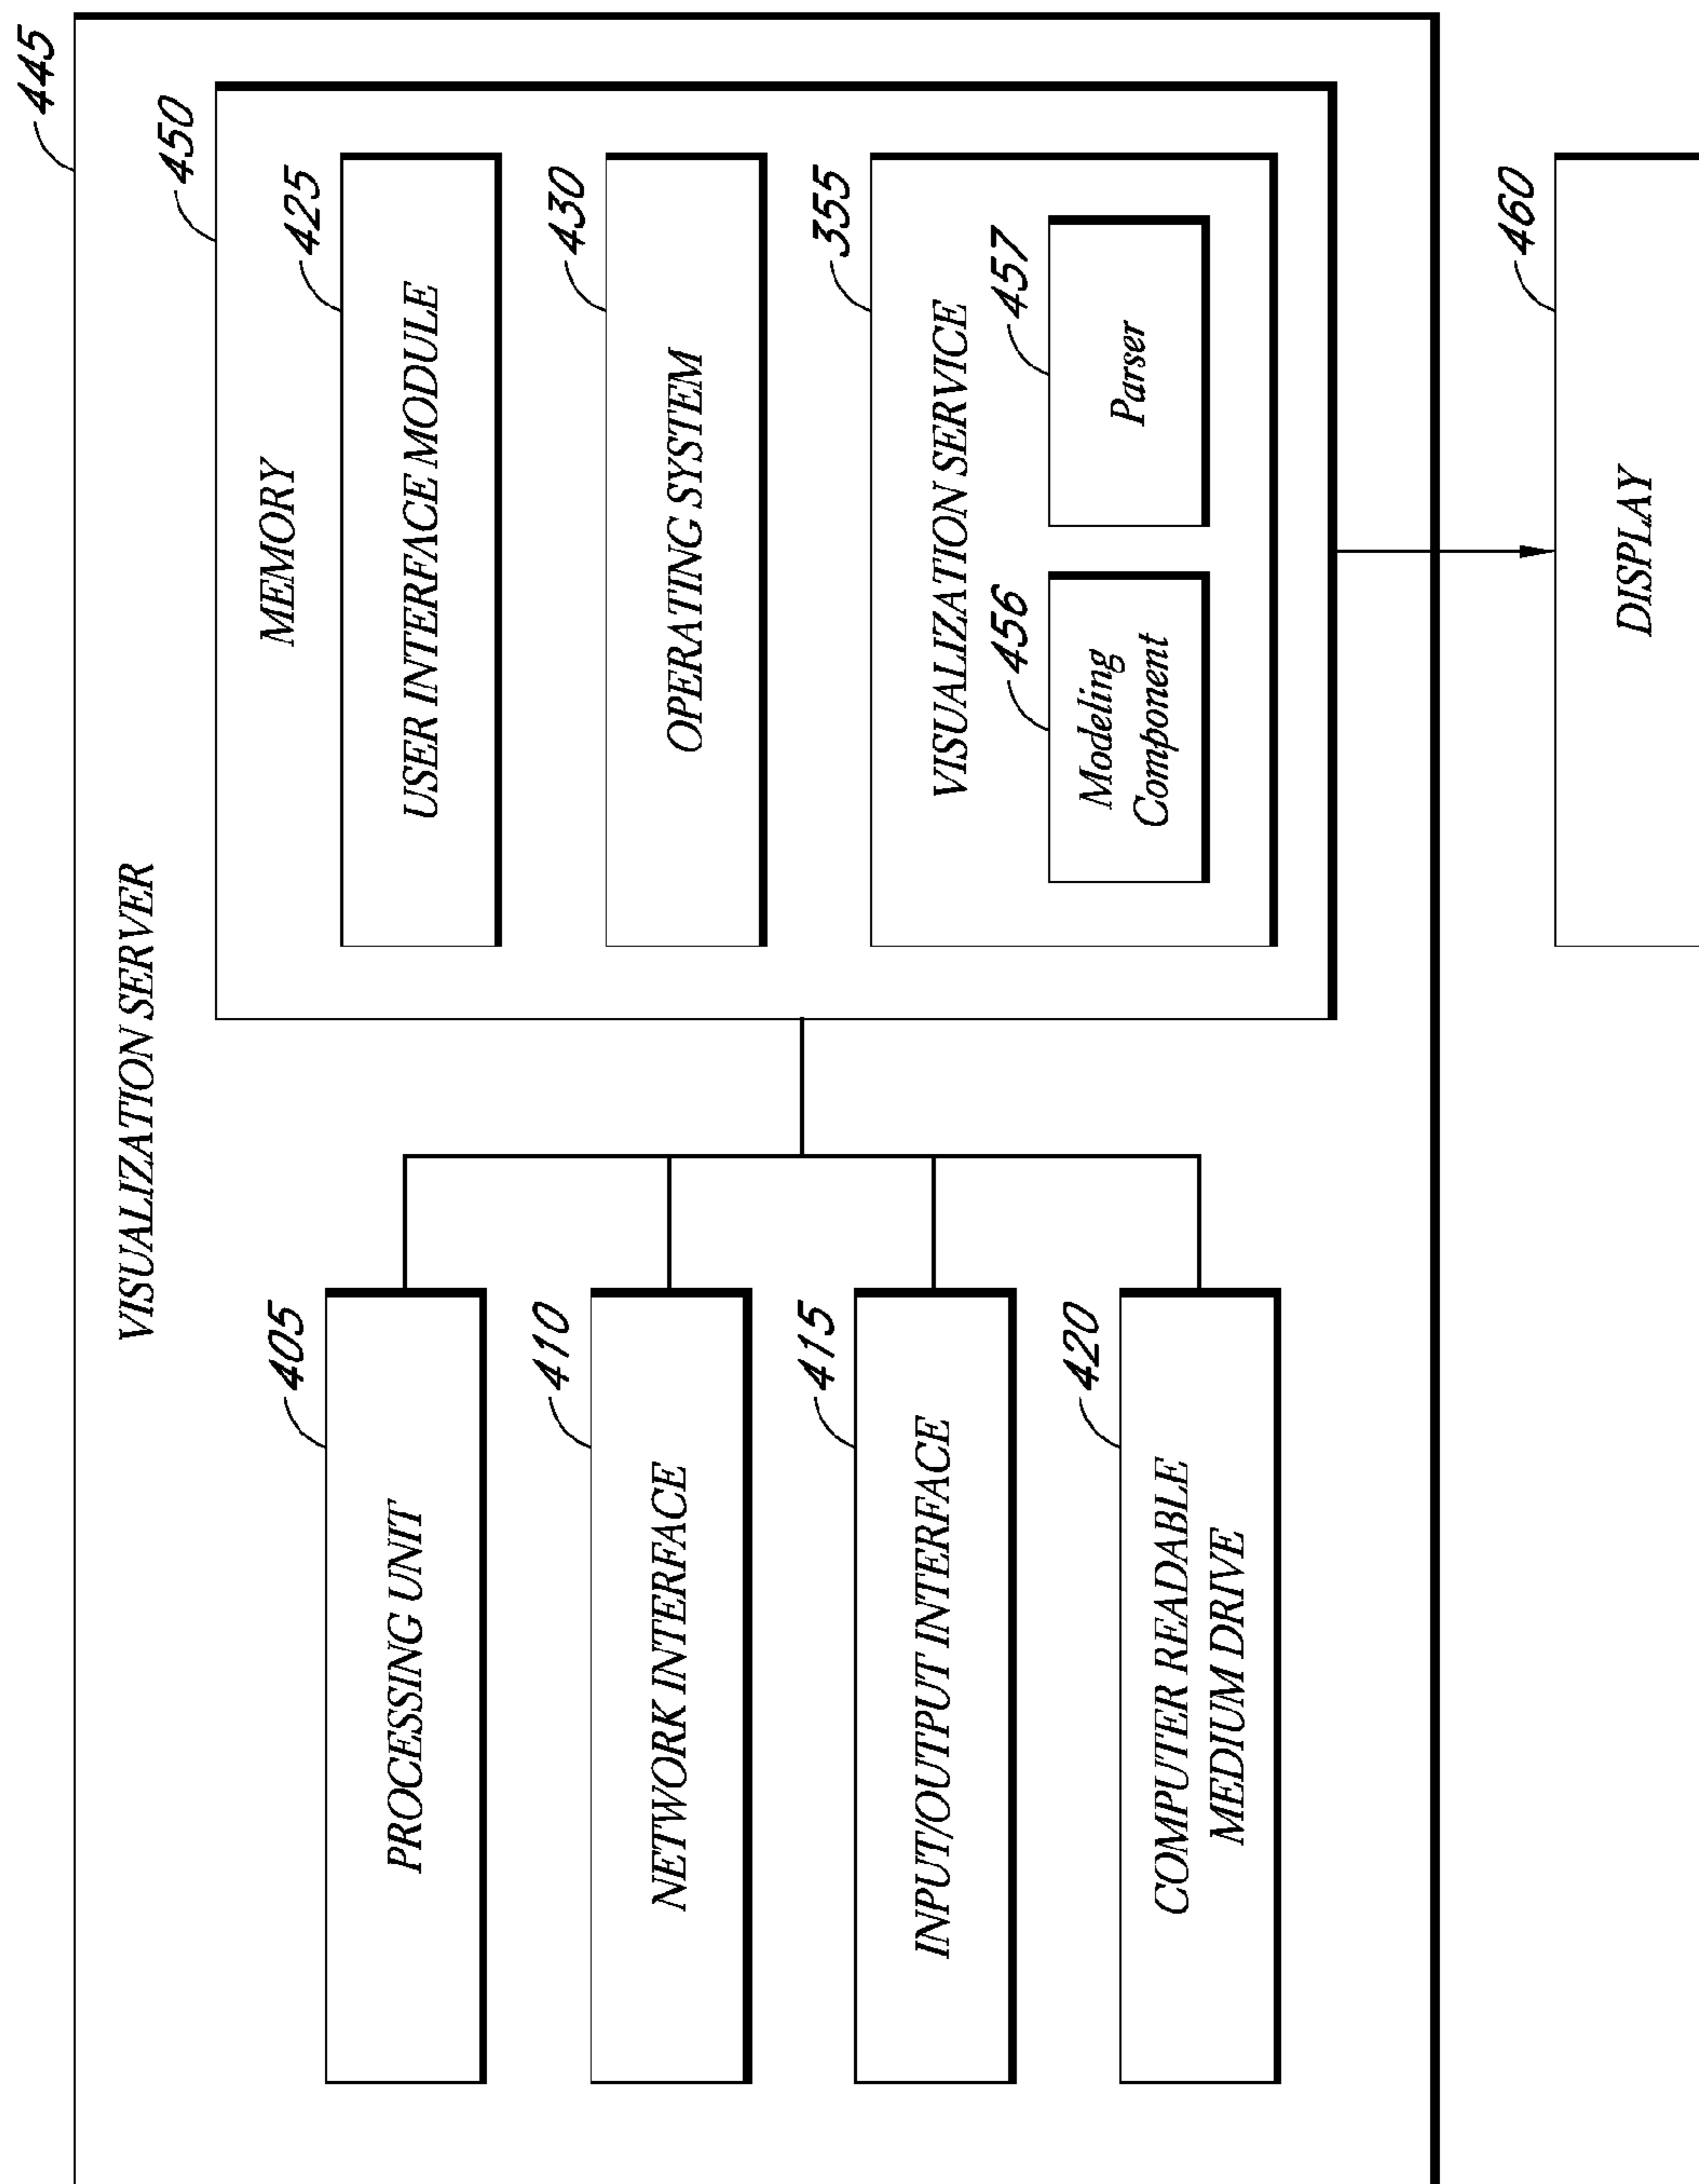 VISUALIZATION SERVER
445
405
PROCESSING UNIT
410
NETWORK INTERFACE
415
INPUT/OUTPUT INTERFACE
420
COMPUTER READABLE
MEDIUM DRIVE
450
MEMORY
425
USER INTERFACE MODULE
430
OPERATING SYSTEM
355
VISUALIZATION SERVICE
456
Modeling
Component
457
Parser
460
DISPLAY